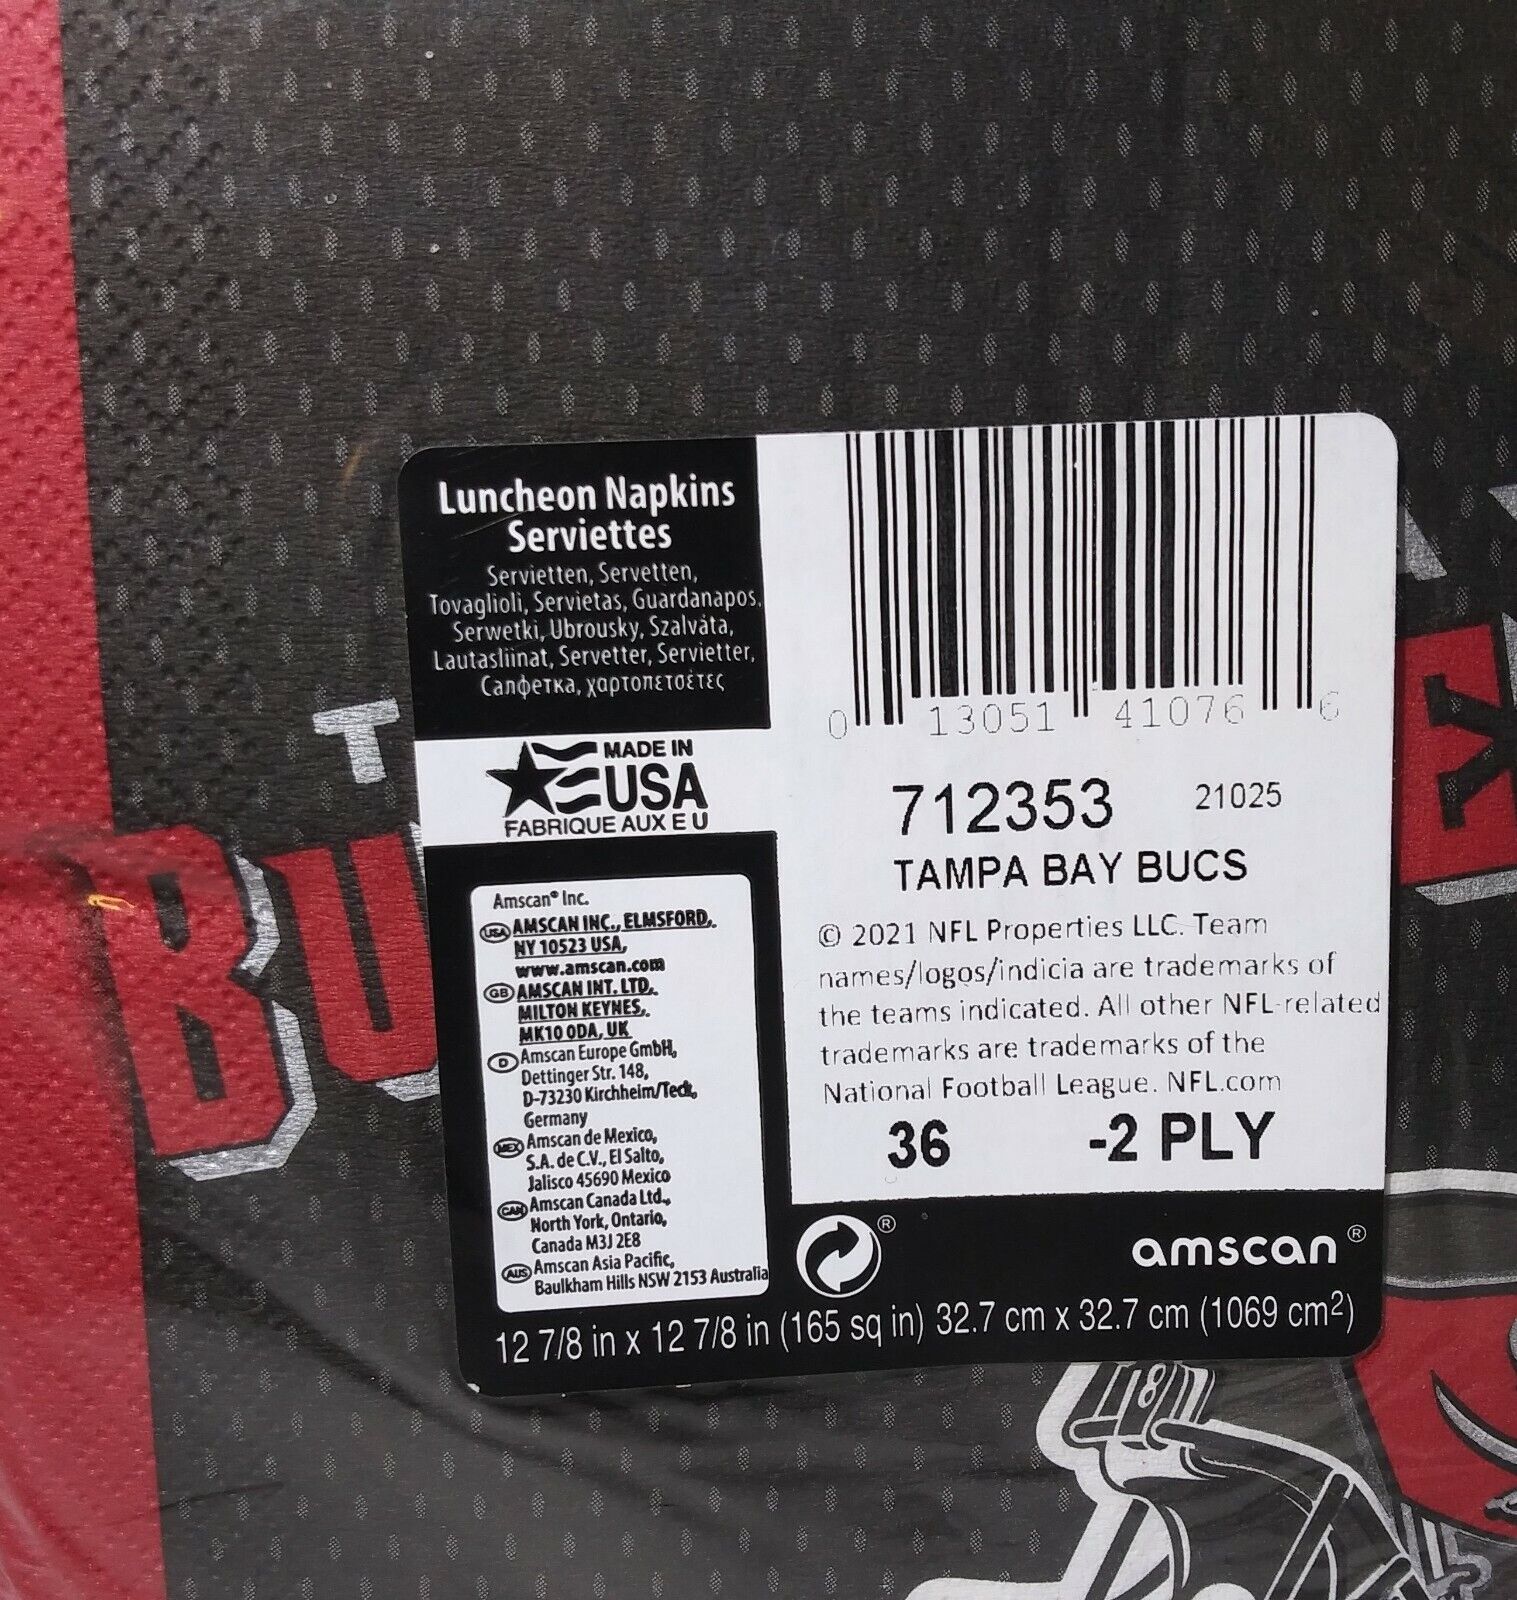 Luncheon Napkins
Serviettes
Servietten, Servetten,
Tovaglioli, Servietas, Guardanapos,
Serwetki, Ubrousky, Szalváta,
Lautasliinat, Servetter, Servietter,
Салфетка, χαρτοπετσέτες
MADE IN
USA
FABRIQUE AUX E U
Amscan® Inc.
USA AMSCAN INC., ELMSFORD,
NY 10523 USA,
www.amscan.com
GB AMSCAN INT. LTD,
MILTON KEYNES,
MK10 0DA, UK
D Amscan Europe GmbH,
Dettinger Str. 148,
D-73230 Kirchheim/Teck,
Germany
MEX Amscan de Mexico,
S.A. de C.V., El Salto,
Jalisco 45690 Mexico
CAN Amscan Canada Ltd.,
North York, Ontario,
Canada M3J 2E8
AUS Amscan Asia Pacific,
Baulkham Hills NSW 2153 Australia
0 13051 41076 6
712353 21025
TAMPA BAY BUCS
© 2021 NFL Properties LLC. Team
names/logos/indicia are trademarks of
the teams indicated. All other NFL-related
trademarks are trademarks of the
National Football League. NFL.com
36 -2 PLY
®
amscan®
12 7/8 in x 12 7/8 in (165 sq in) 32.7 cm x 32.7 cm (1069 cm²)
T
BU
E